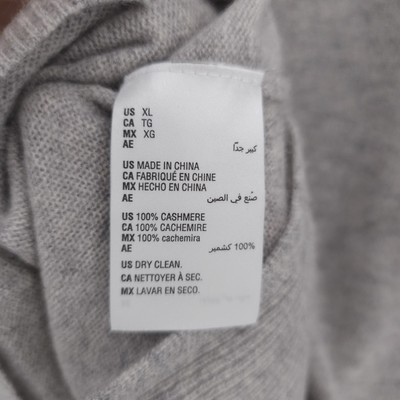 US XL
CA TG
MX XG
AE كبير جدًا
US MADE IN CHINA
CA FABRIQUÉ EN CHINE
MX HECHO EN CHINA
AE صّنع في الصين
US 100% CASHMERE
CA 100% CACHEMIRE
MX 100% cachemira
AE 100% كشمير
US DRY CLEAN.
CA NETTOYER À SEC.
MX LAVAR EN SECO.